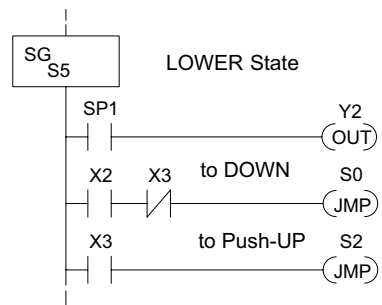 SG
S5
LOWER State
SP1
Y2
OUT
X2
X3
to DOWN
S0
JMP
X3
to Push-UP
S2
JMP